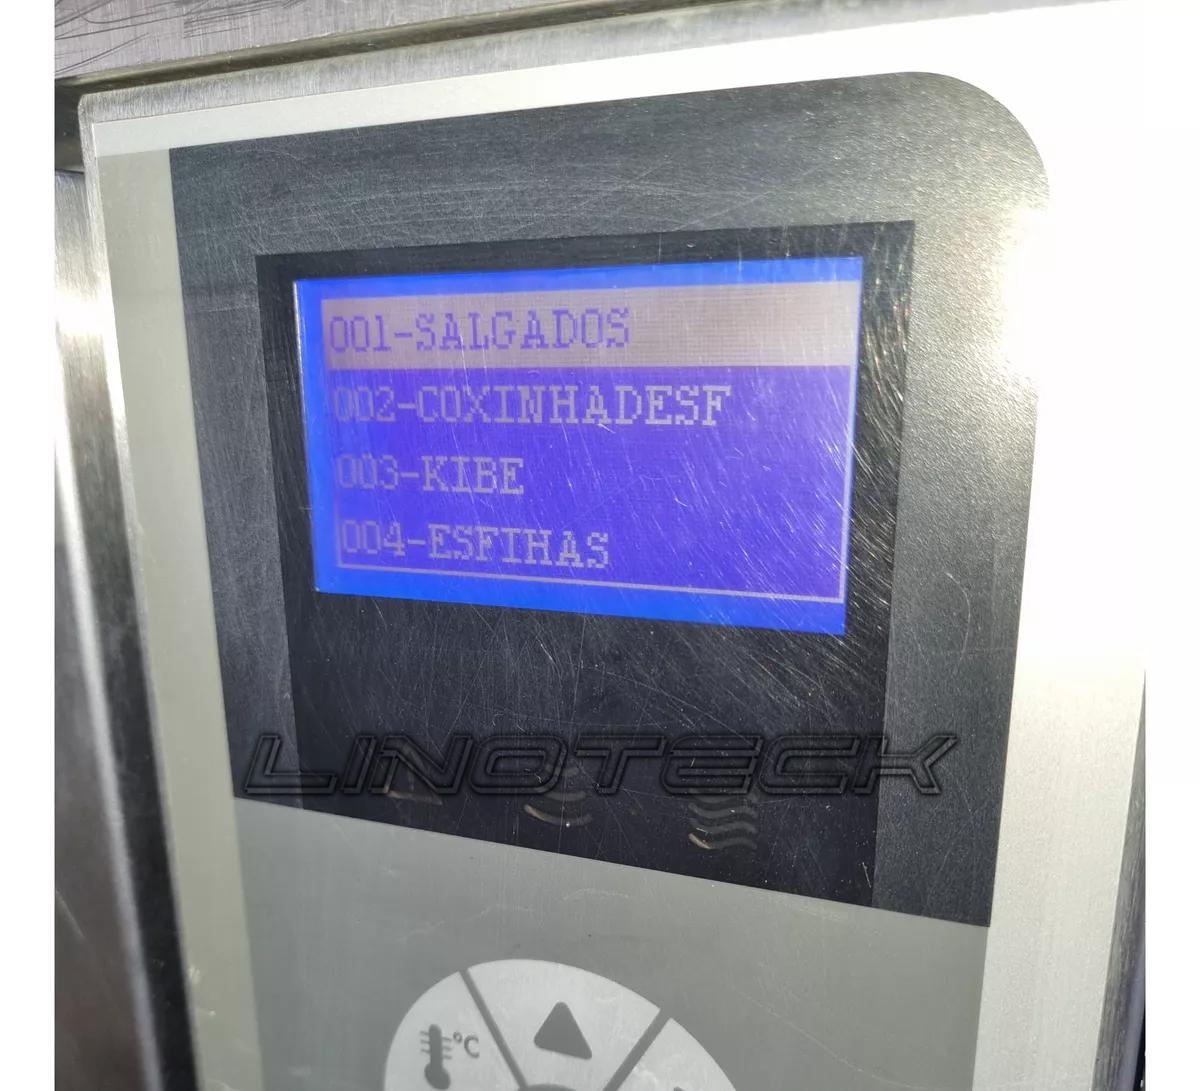 001-SALGADOS
002-COXINHADESF
003-KIBE
004-ESFIHAS
LINOTECK
°C